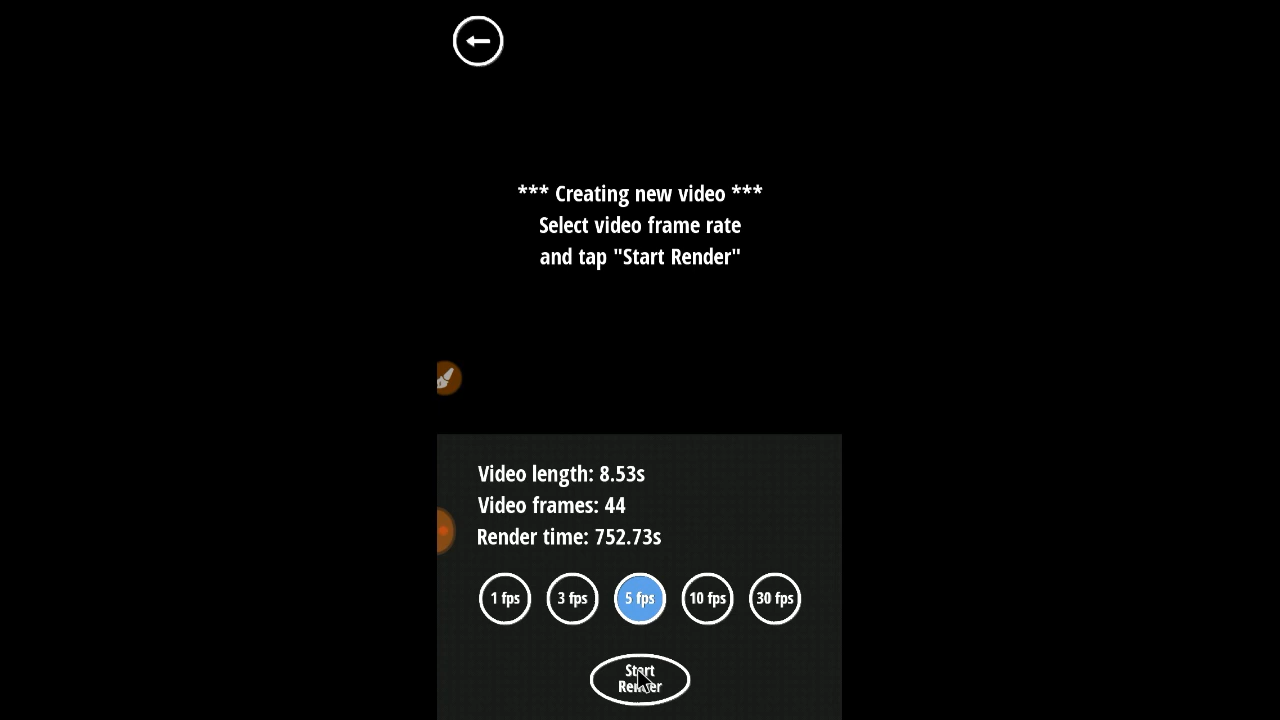 *** Creating new video ***
Select video frame rate
and tap "Start Render"
Video length: 8.53s
Video frames: 44
Render time: 752.73s
1 fps
3 fps
5 fps
10 fps
30 fps
Start
Render